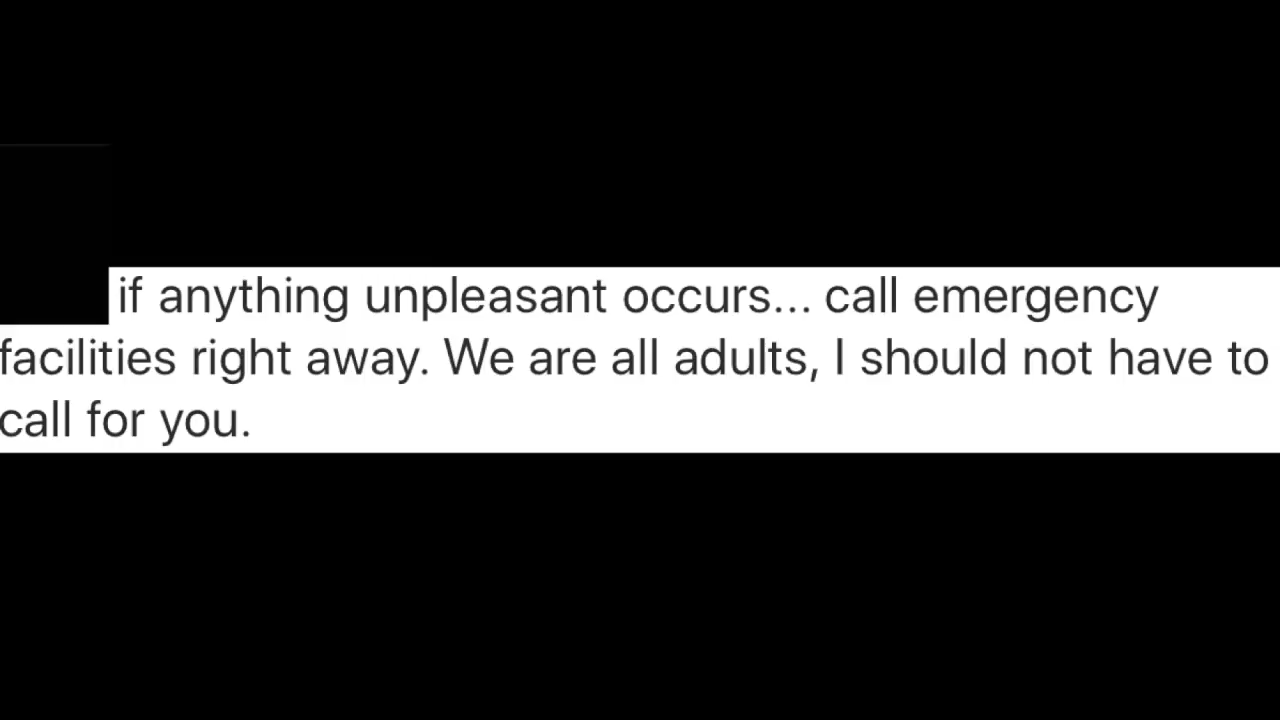 if anything unpleasant occurs... call emergency
facilities right away. We are all adults, I should not have to
call for you.